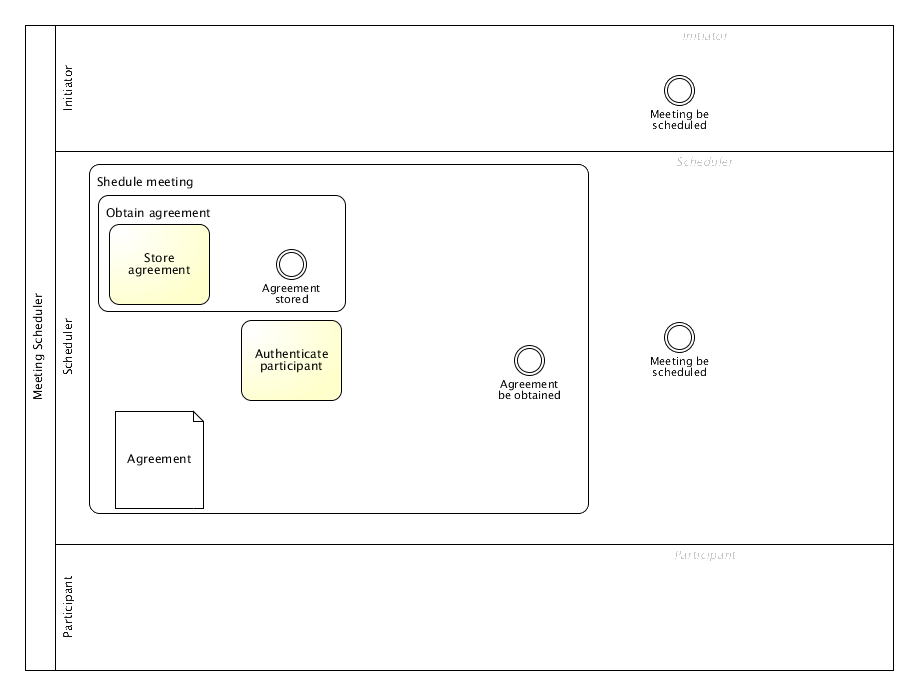 Meeting Scheduler
Initiator
Initiator
Meeting be
scheduled
Scheduler
Scheduler
Shedule meeting
Obtain agreement
Store
agreement
Agreement
stored
Authenticate
participant
Agreement
be obtained
Meeting be
scheduled
Agreement
Participant
Participant